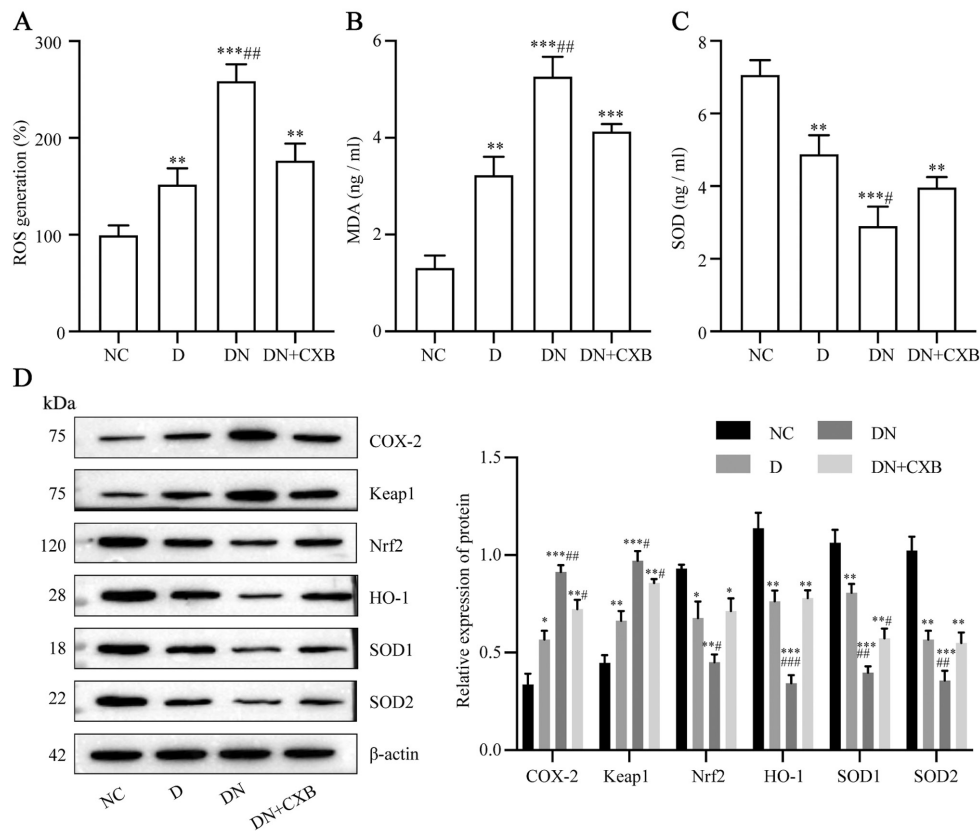 A
ROS generation (%)
300
200
100
0
**
***##
**
NC
D
DN
DN+CXB
B
MDA (ng / ml)
6
4
2
0
**
***##
***
NC
D
DN
DN+CXB
C
SOD (ng / ml)
8
6
4
2
0
**
***#
**
NC
D
DN
DN+CXB
D
kDa
75
COX-2
75
Keap1
120
Nrf2
28
HO-1
18
SOD1
22
SOD2
42
β-actin
NC
D
DN
DN+CXB
NC
DN
D
DN+CXB
Relative expression of protein
1.5
1.0
0.5
0.0
*
***##
**#
**
***#
**#
*
**#
*
**
***
###
**
**
***
##
**#
**
***
##
**
COX-2
Keap1
Nrf2
HO-1
SOD1
SOD2